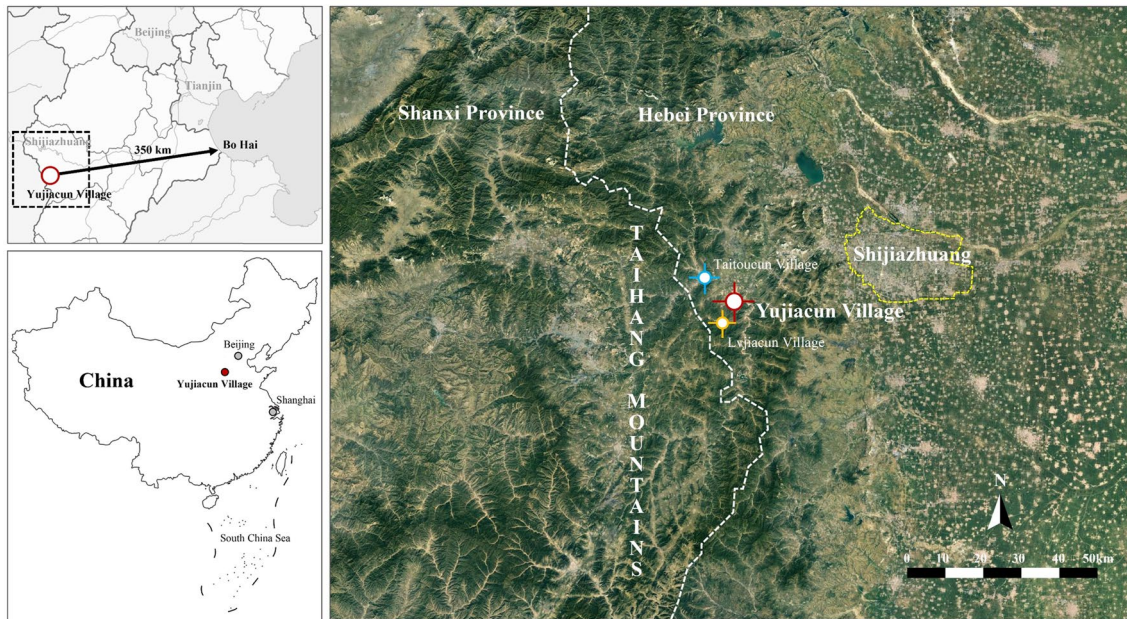 Beijing
Tianjin
Shijiazhuang
350 km
Bo Hai
Yujiacun Village
China
Beijing
Yujiacun Village
Shanghai
South China Sea
Shanxi Province
Hebei Province
TAIHANG MOUNTAINS
Taitoucun Village
Shijiazhuang
Yujiacun Village
Lvjiacun Village
N
0 10 20 30 40 50km